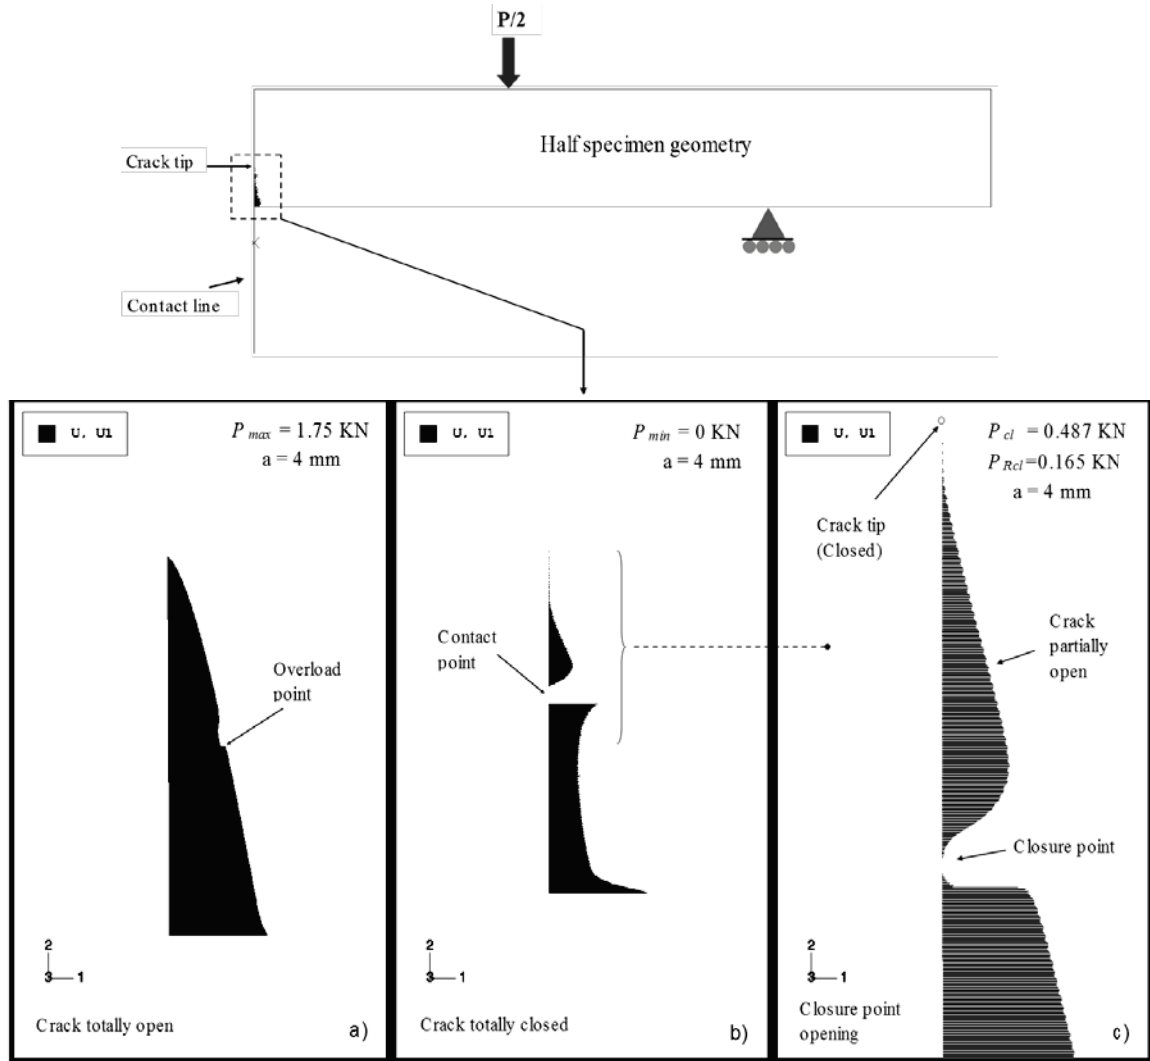 P/2
Half specimen geometry
Crack tip
Contact line
U, U1
P max = 1.75 KN
a = 4 mm
Overload
point
2
3 1
Crack totally open
a)
U, U1
P min = 0 KN
a = 4 mm
Contact
point
2
3 1
Crack totally closed
b)
U, U1
P cl = 0.487 KN
P Rcl =0.165 KN
a = 4 mm
Crack tip
(Closed)
Crack
partially
open
Closure point
2
3 1
Closure point
opening
c)